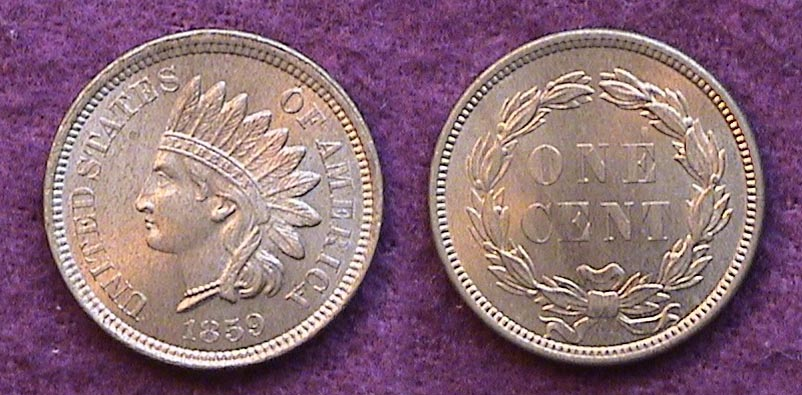 UNITED STATES OF AMERICA
1859
ONE
CENT